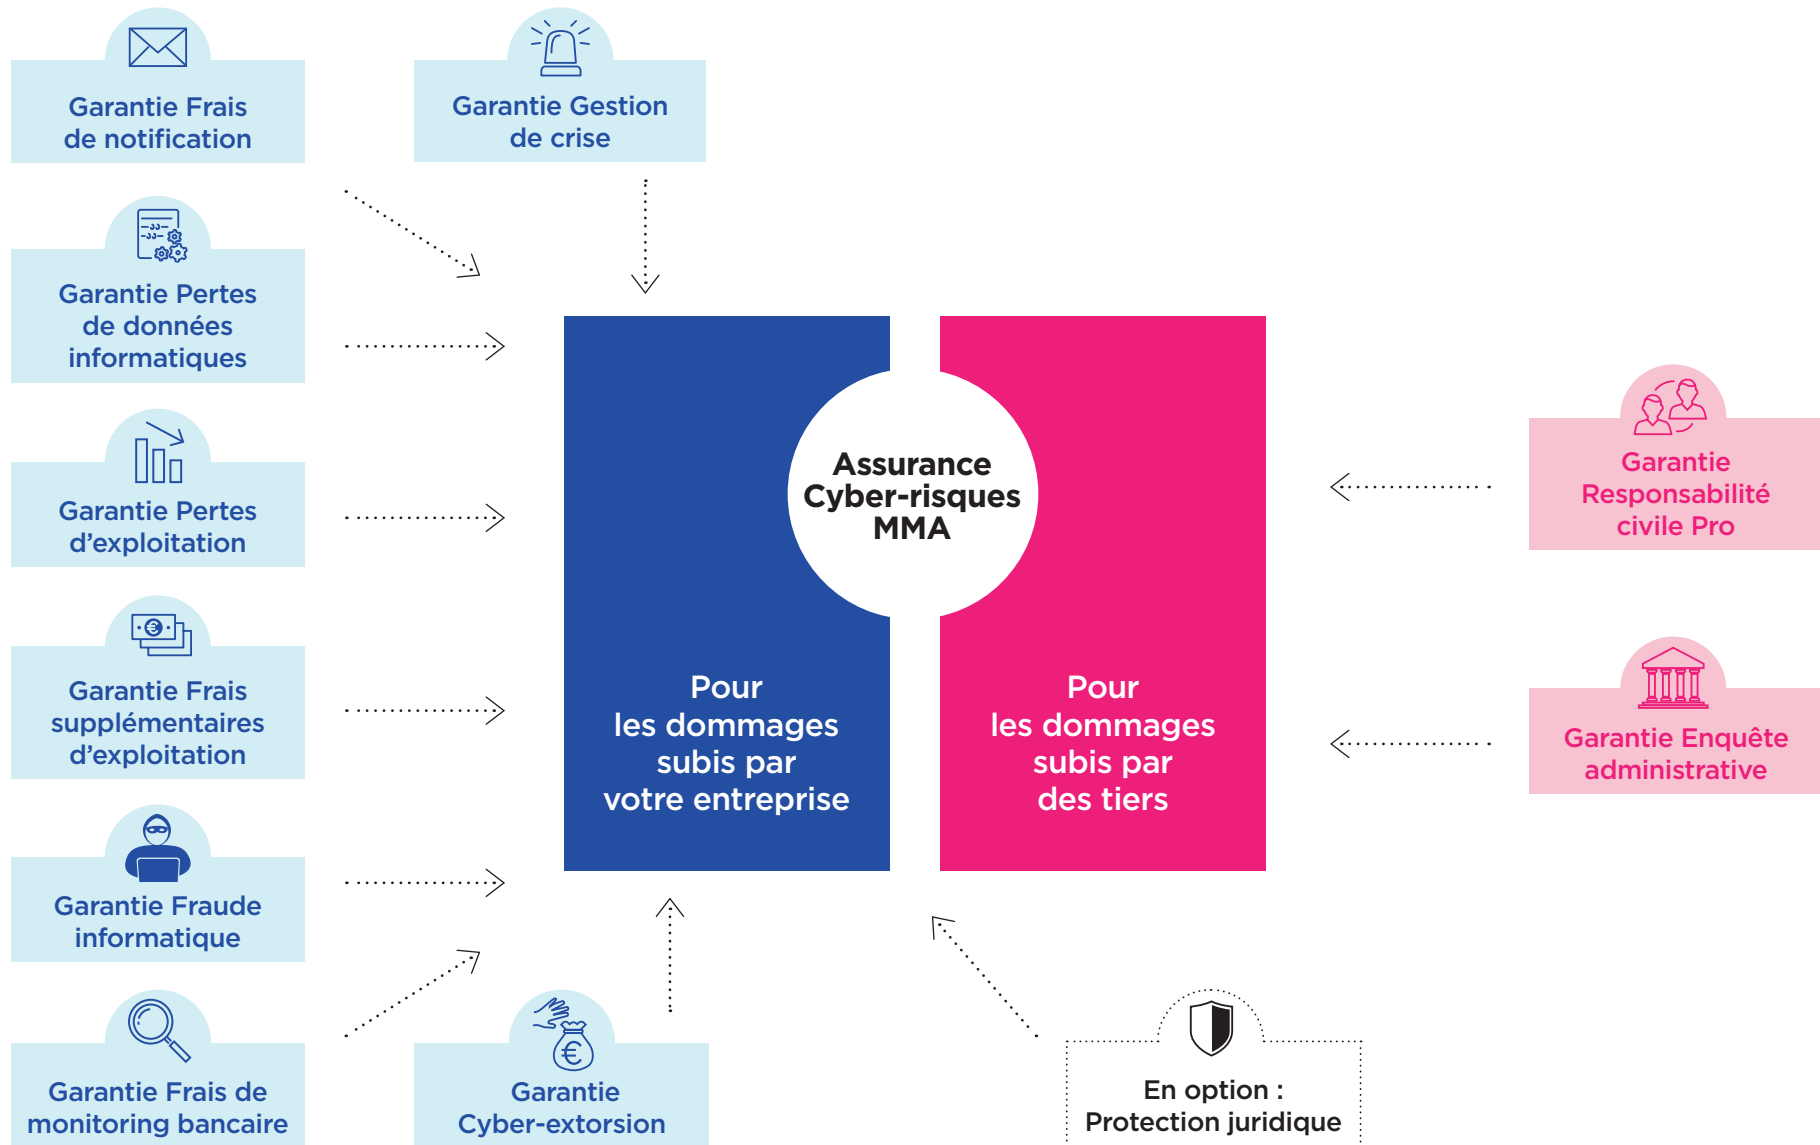 Garantie Frais
de notification
Garantie Gestion
de crise
Garantie Pertes
de données
informatiques
Garantie Pertes
d'exploitation
Garantie Frais
supplémentaires
d'exploitation
Garantie Fraude
informatique
Garantie Frais de
monitoring bancaire
Garantie
Cyber-extorsion
Assurance
Cyber-risques
MMA
Pour
les dommages
subis par
votre entreprise
Pour
les dommages
subis par
des tiers
Garantie
Responsabilité
civile Pro
Garantie Enquête
administrative
En option :
Protection juridique